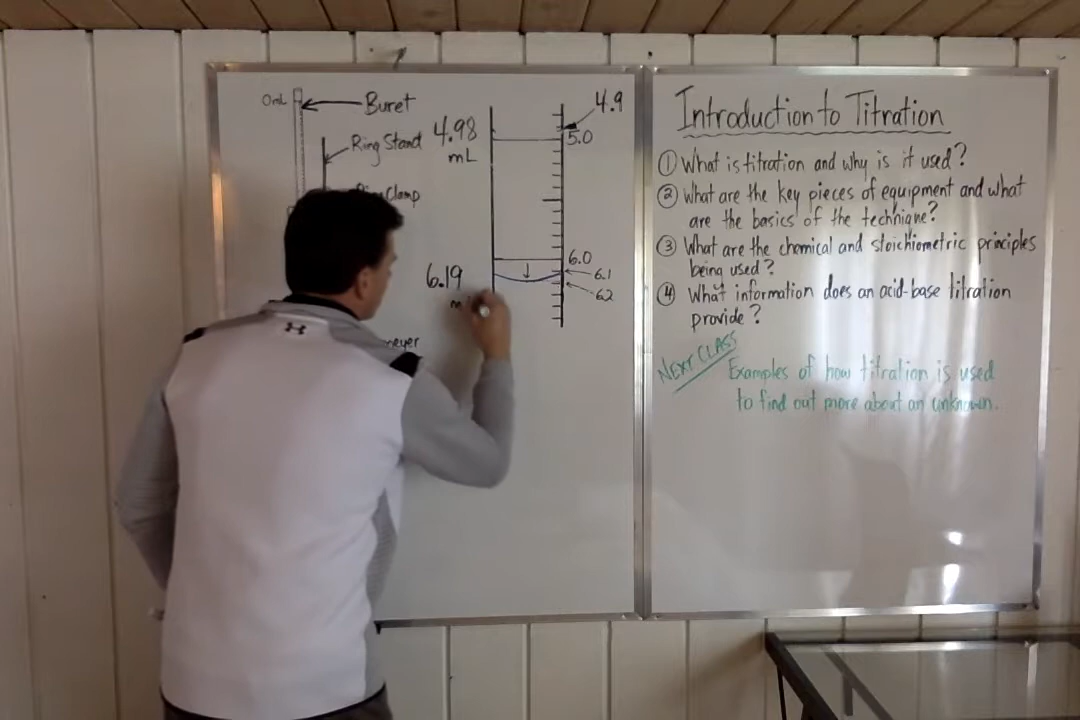 0mL
Buret
Ring Stand
Clamp
4.98
mL
4.9
5.0
6.0
6.1
6.2
6.19
meyer
Introduction to Titration
① What is titration and why is it used?
② What are the key pieces of equipment and what
are the basics of the technique?
③ What are the chemical and stoichiometric principles
being used?
④ What information does an acid-base titration
provide?
NEXT CLASS
Examples of how titration is used
to find out more about an unknown.